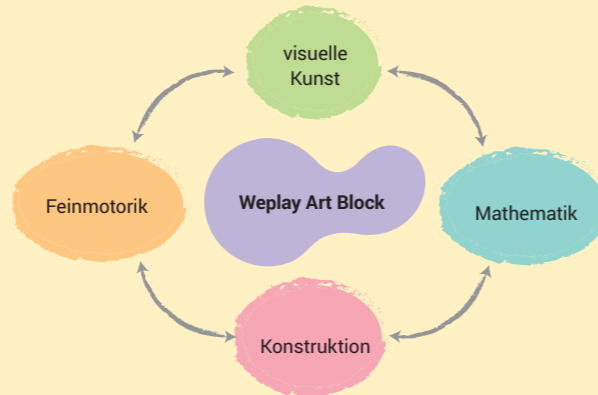 visuelle
Kunst
Feinmotorik
Weplay Art Block
Mathematik
Konstruktion